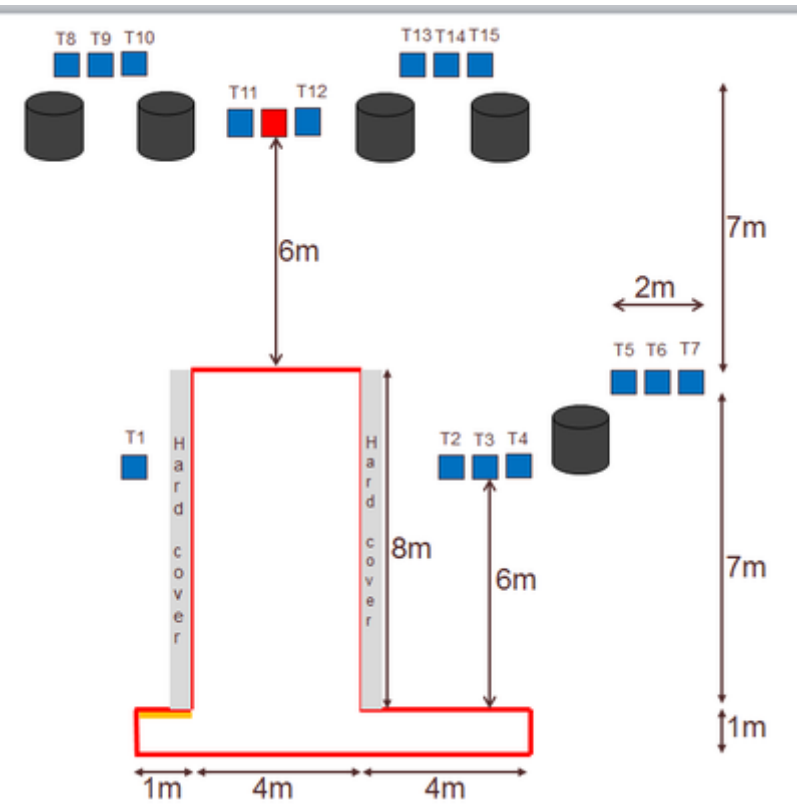 T8 T9 T10
T13 T14 T15
T11 T12
7m
6m
2m
T5 T6 T7
T1
T2 T3 T4
Hard cover
Hard cover
8m
6m
7m
1m
1m 4m 4m